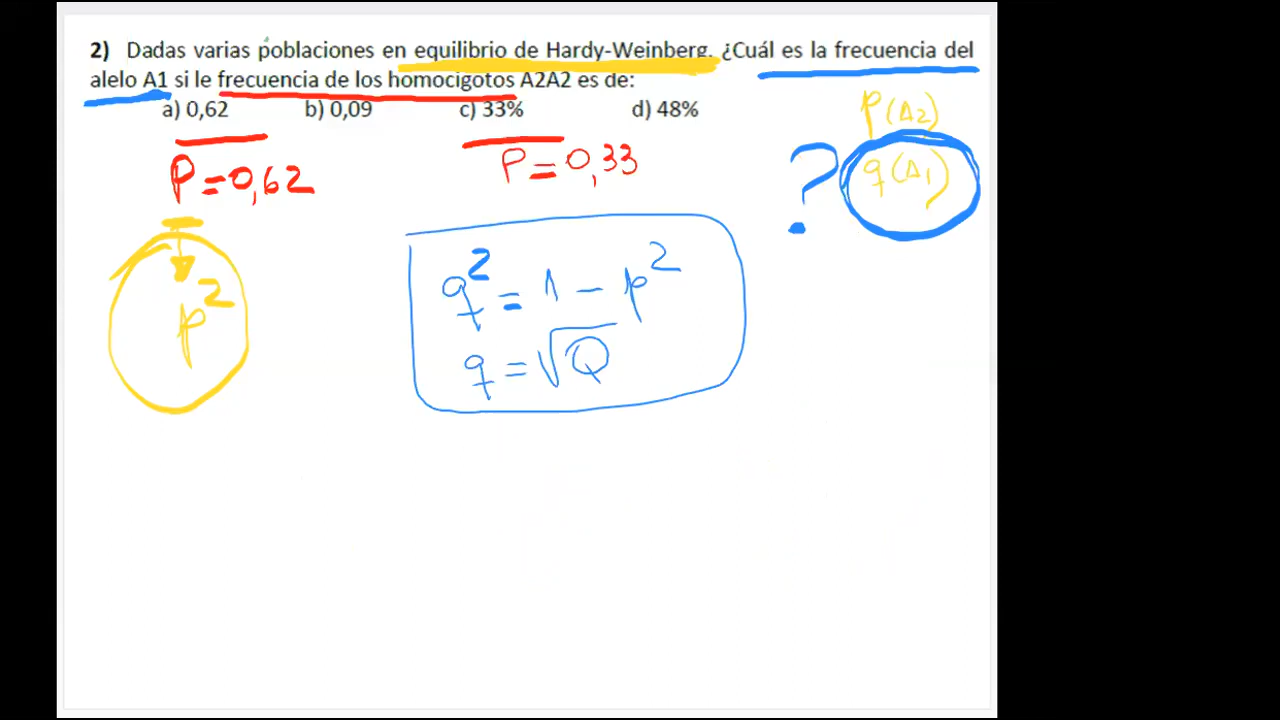 2) Dadas varias poblaciones en equilibrio de Hardy-Weinberg. ¿Cuál es la frecuencia del
alelo A1 si le frecuencia de los homocigotos A2A2 es de:
a) 0,62 b) 0,09 c) 33% d) 48%
p(A2)
P=0,62 P=0,33 ? q(A1)
p²
q² = 1 - p²
q = √Q